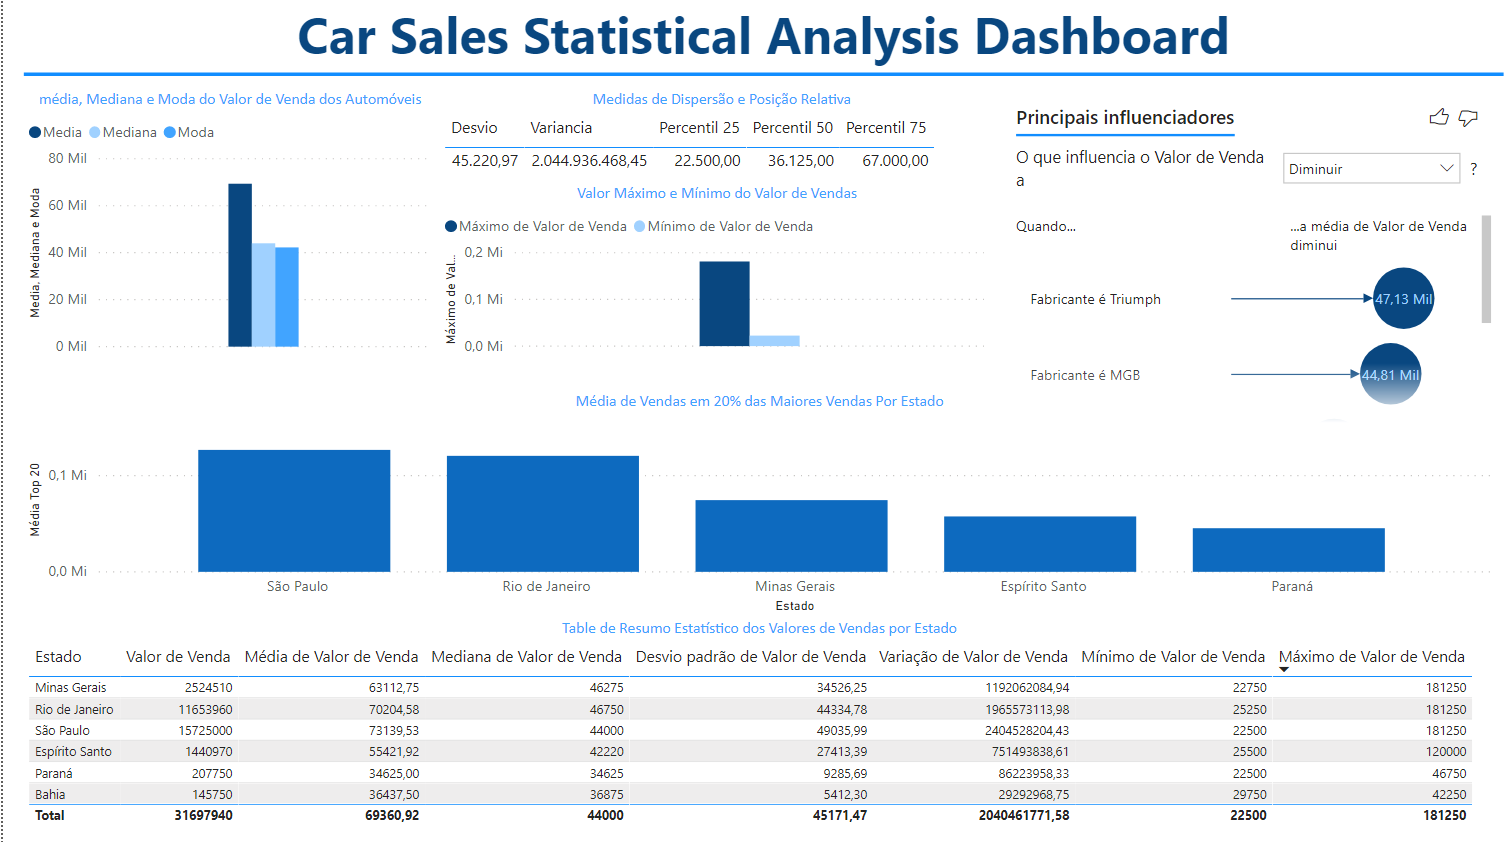 Car Sales Statistical Analysis Dashboard
média, Mediana e Moda do Valor de Venda dos Automóveis
Media Mediana Moda
80 Mil
60 Mil
40 Mil
20 Mil
0 Mil
Media, Mediana e Moda
Medidas de Dispersão e Posição Relativa
Desvio Variancia Percentil 25 Percentil 50 Percentil 75
45.220,97 2.044.936.468,45 22.500,00 36.125,00 67.000,00
Valor Máximo e Mínimo do Valor de Vendas
Máximo de Valor de Venda Mínimo de Valor de Venda
0,2 Mi
0,1 Mi
0,0 Mi
Máximo de Val...
Principais influenciadores
O que influencia o Valor de Venda
a
Diminuir
?
Quando...
...a média de Valor de Venda
diminui
Fabricante é Triumph 47,13 Mil
Fabricante é MGB 44,81 Mil
Média de Vendas em 20% das Maiores Vendas Por Estado
Média Top 20
0,1 Mi
0,0 Mi
São Paulo Rio de Janeiro Minas Gerais Espírito Santo Paraná
Estado
Table de Resumo Estatístico dos Valores de Vendas por Estado
Estado Valor de Venda Média de Valor de Venda Mediana de Valor de Venda Desvio padrão de Valor de Venda Variação de Valor de Venda Mínimo de Valor de Venda Máximo de Valor de Venda
Minas Gerais 2524510 63112,75 46275 34526,25 1192062084,94 22750 181250
Rio de Janeiro 11653960 70204,58 46750 44334,78 1965573113,98 25250 181250
São Paulo 15725000 73139,53 44000 49035,99 2404528204,43 22500 181250
Espírito Santo 1440970 55421,92 42220 27413,39 751493838,61 25500 120000
Paraná 207750 34625,00 34625 9285,69 86223958,33 22500 46750
Bahia 145750 36437,50 36875 5412,30 29292968,75 29750 42250
Total 31697940 69360,92 44000 45171,47 2040461771,58 22500 181250